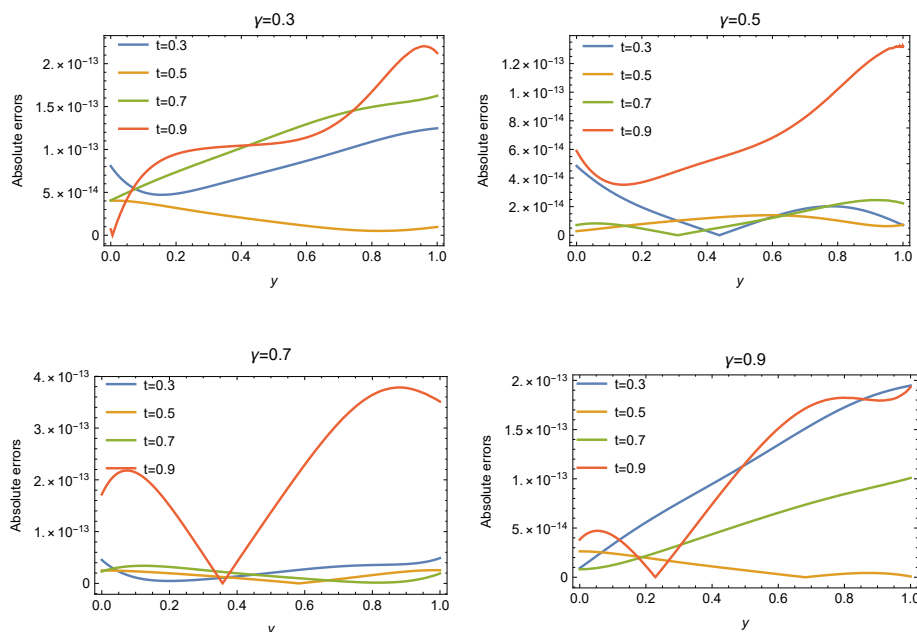 γ=0.3
t=0.3
t=0.5
t=0.7
t=0.9
Absolute errors
2.×10⁻¹³
1.5×10⁻¹³
1.×10⁻¹³
5.×10⁻¹⁴
0
0.0 0.2 0.4 0.6 0.8 1.0
y
γ=0.5
t=0.3
t=0.5
t=0.7
t=0.9
Absolute errors
1.2×10⁻¹³
1.×10⁻¹³
8.×10⁻¹⁴
6.×10⁻¹⁴
4.×10⁻¹⁴
2.×10⁻¹⁴
0
0.0 0.2 0.4 0.6 0.8 1.0
y
γ=0.7
t=0.3
t=0.5
t=0.7
t=0.9
Absolute errors
4.×10⁻¹³
3.×10⁻¹³
2.×10⁻¹³
1.×10⁻¹³
0
0.0 0.2 0.4 0.6 0.8 1.0
y
γ=0.9
t=0.3
t=0.5
t=0.7
t=0.9
Absolute errors
2.×10⁻¹³
1.5×10⁻¹³
1.×10⁻¹³
5.×10⁻¹⁴
0
0.0 0.2 0.4 0.6 0.8 1.0
y